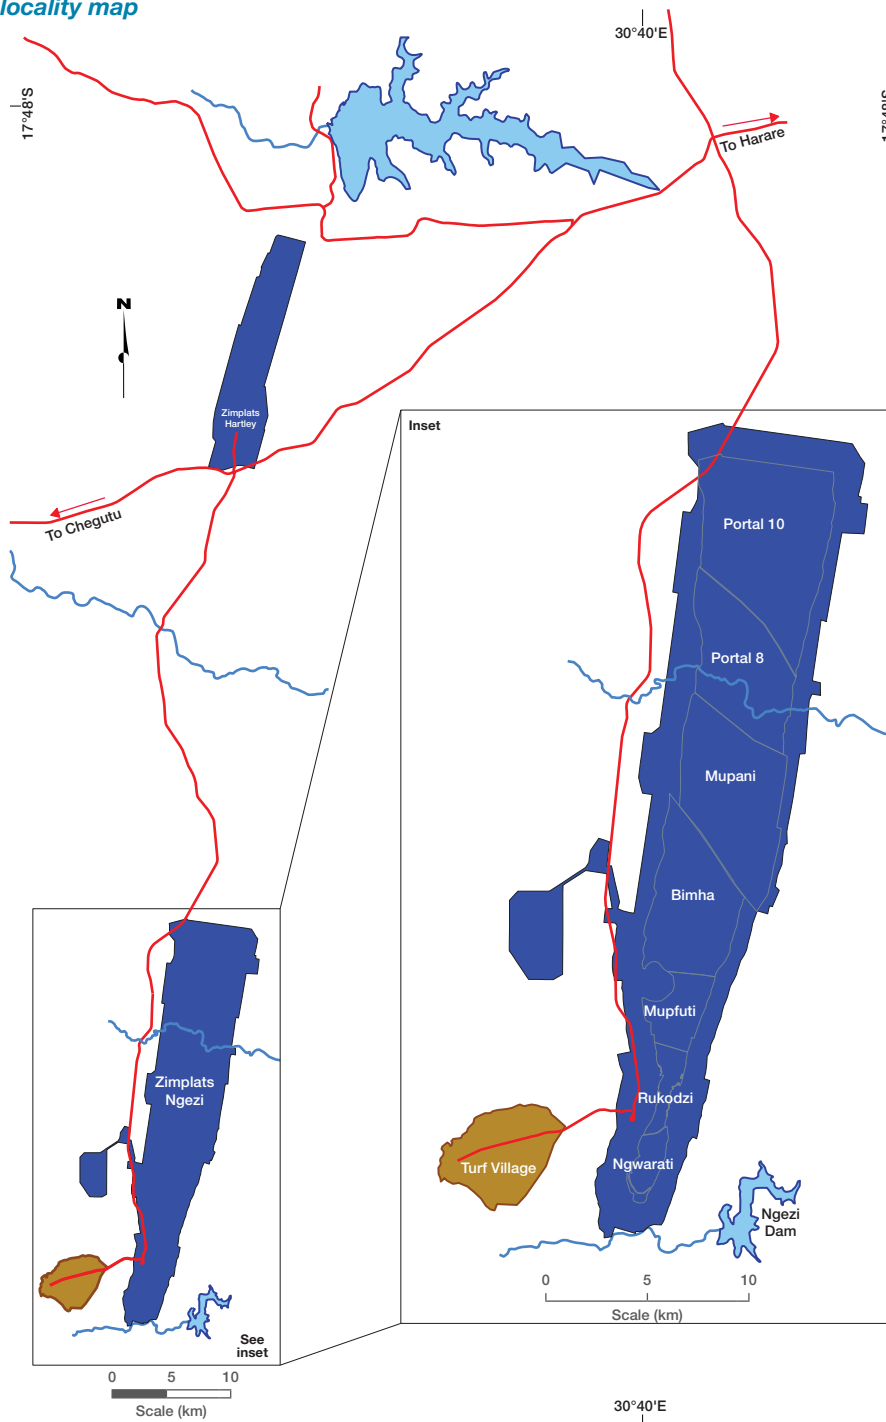 locality map
30°40'E
17°48'S
To Harare
N
Zimplats
Hartley
Inset
To Chegutu
Portal 10
Portal 8
Mupani
Bimha
Mupfuti
Rukodzi
Ngwarati
Turf Village
Ngezi
Dam
0 5 10
Scale (km)
Zimplats
Ngezi
See
inset
0 5 10
Scale (km)
30°40'E